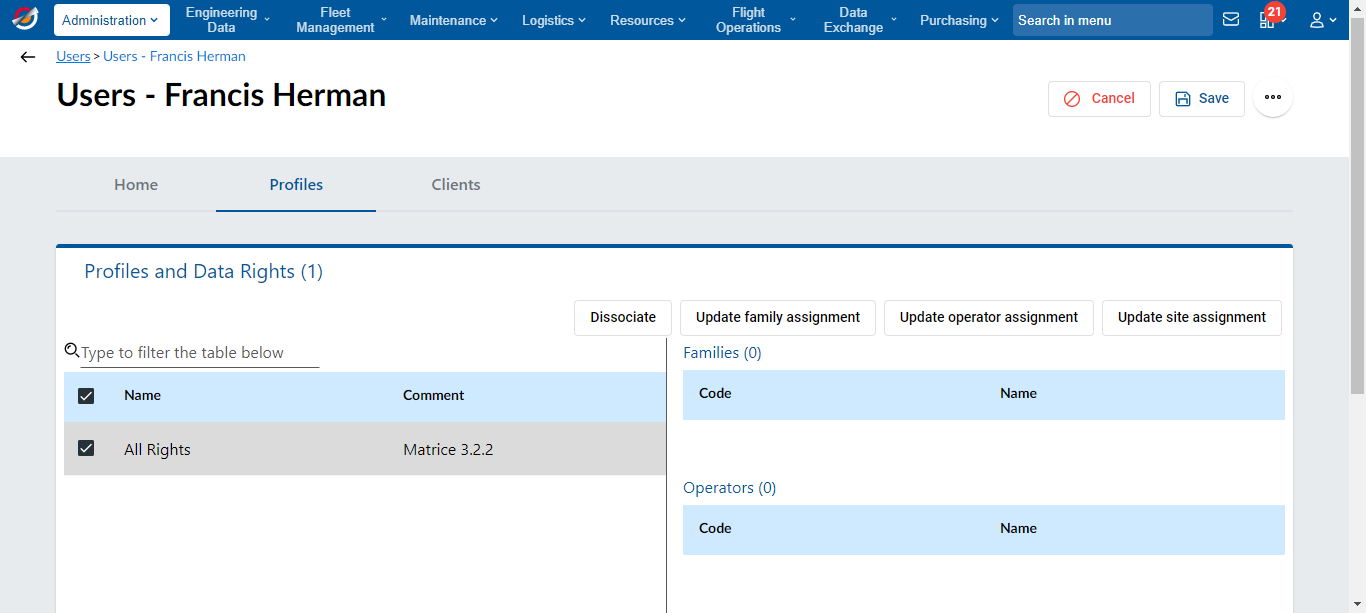 Administration
Engineering
Data
Fleet
Management
Maintenance
Logistics
Resources
Flight
Operations
Data
Exchange
Purchasing
Search in menu
21
Users > Users - Francis Herman
Users - Francis Herman
Cancel
Save
Home
Profiles
Clients
Profiles and Data Rights (1)
Dissociate
Update family assignment
Update operator assignment
Update site assignment
Type to filter the table below
Name Comment
All Rights Matrice 3.2.2
Families (0)
Code Name
Operators (0)
Code Name